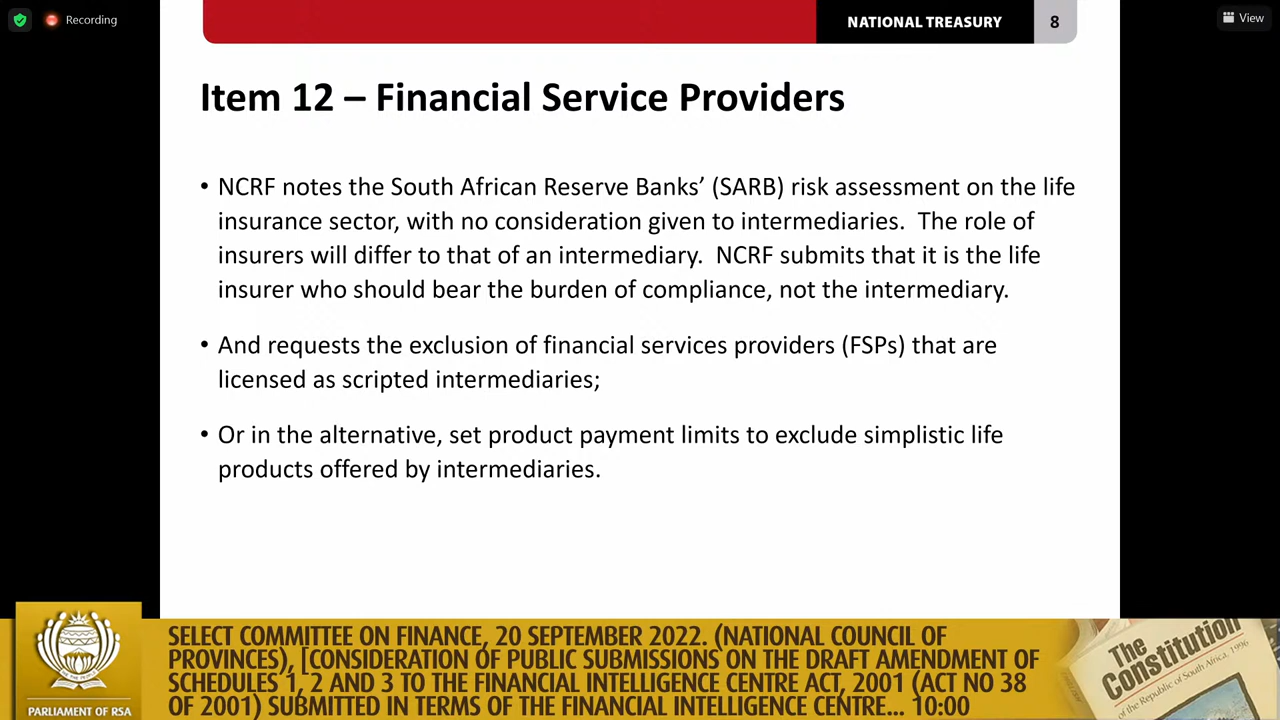 Recording
NATIONAL TREASURY 8
View
Item 12 – Financial Service Providers
• NCRF notes the South African Reserve Banks’ (SARB) risk assessment on the life
insurance sector, with no consideration given to intermediaries.  The role of
insurers will differ to that of an intermediary.  NCRF submits that it is the life
insurer who should bear the burden of compliance, not the intermediary.
• And requests the exclusion of financial services providers (FSPs) that are
licensed as scripted intermediaries;
• Or in the alternative, set product payment limits to exclude simplistic life
products offered by intermediaries.
PARLIAMENT OF RSA
SELECT COMMITTEE ON FINANCE, 20 SEPTEMBER 2022. (NATIONAL COUNCIL OF
PROVINCES), [CONSIDERATION OF PUBLIC SUBMISSIONS ON THE DRAFT AMENDMENT OF
SCHEDULES 1, 2 AND 3 TO THE FINANCIAL INTELLIGENCE CENTRE ACT, 2001 (ACT NO 38
OF 2001) SUBMITTED IN TERMS OF THE FINANCIAL INTELLIGENCE CENTRE... 10:00
The
Constitution
of the Republic of South Africa, 1996